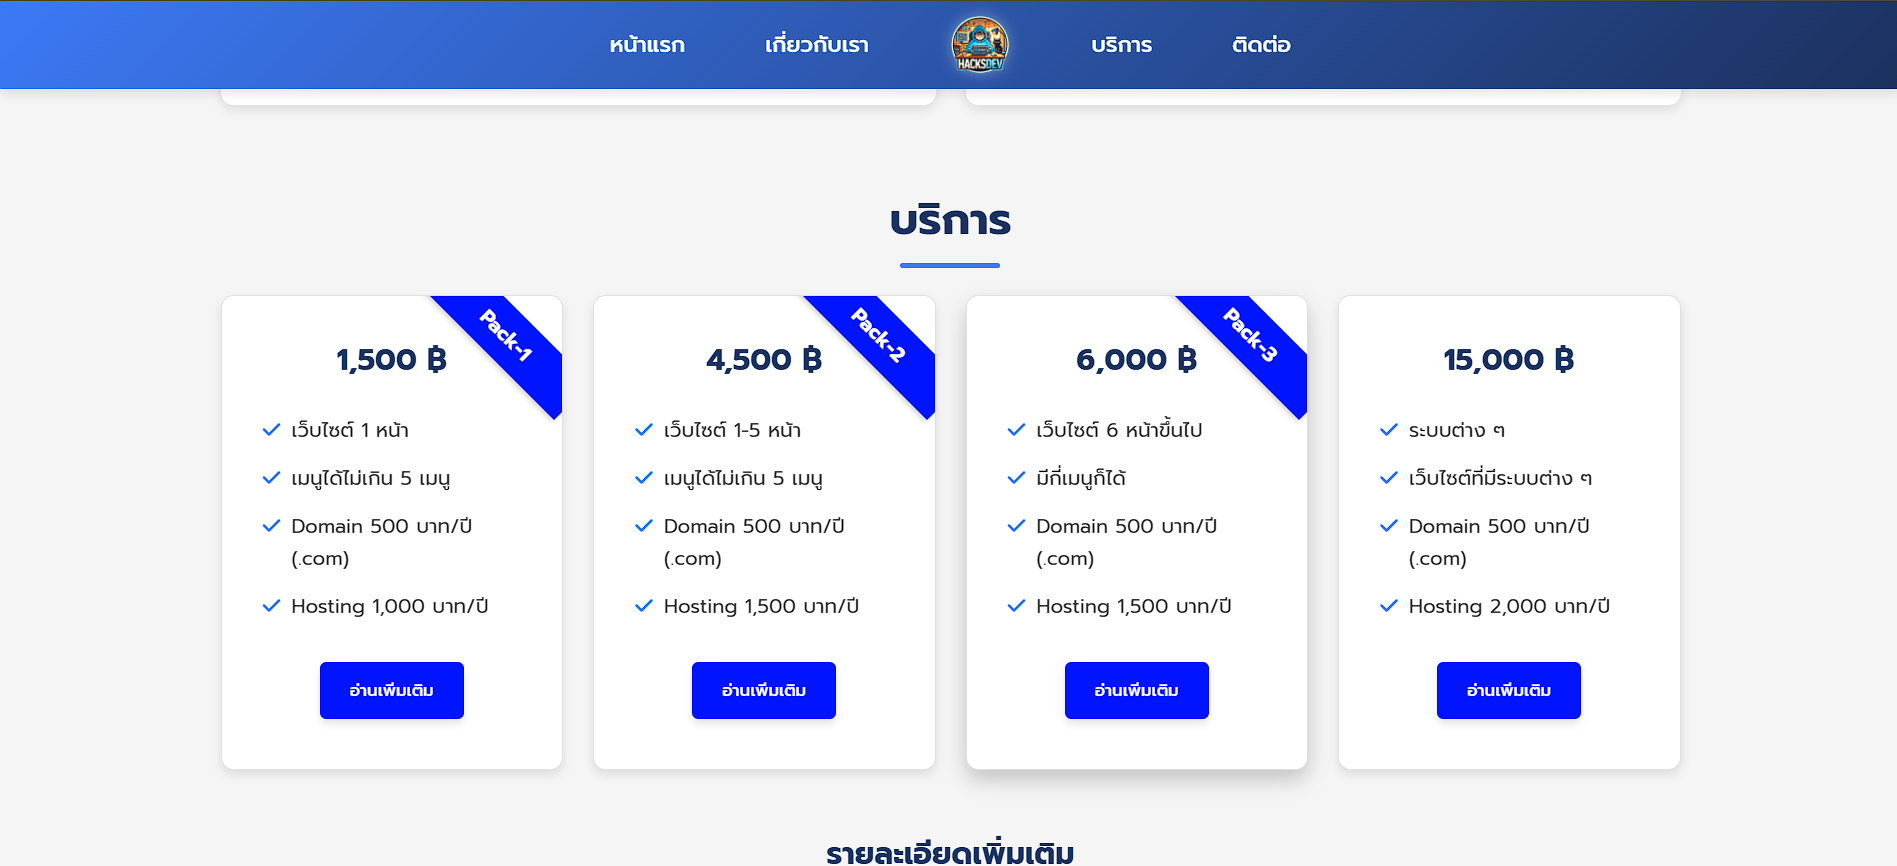 หน้าแรก
เกี่ยวกับเรา
HACKSDEV
บริการ
ติดต่อ
บริการ
Pack-1
1,500 ฿
เว็บไซต์ 1 หน้า
เมนูได้ไม่เกิน 5 เมนู
Domain 500 บาท/ปี
(.com)
Hosting 1,000 บาท/ปี
อ่านเพิ่มเติม
Pack-2
4,500 ฿
เว็บไซต์ 1-5 หน้า
เมนูได้ไม่เกิน 5 เมนู
Domain 500 บาท/ปี
(.com)
Hosting 1,500 บาท/ปี
อ่านเพิ่มเติม
Pack-3
6,000 ฿
เว็บไซต์ 6 หน้าขึ้นไป
มีกี่เมนูก็ได้
Domain 500 บาท/ปี
(.com)
Hosting 1,500 บาท/ปี
อ่านเพิ่มเติม
15,000 ฿
ระบบต่าง ๆ
เว็บไซต์ที่มีระบบต่าง ๆ
Domain 500 บาท/ปี
(.com)
Hosting 2,000 บาท/ปี
อ่านเพิ่มเติม
รายละเอียดเพิ่มเติม